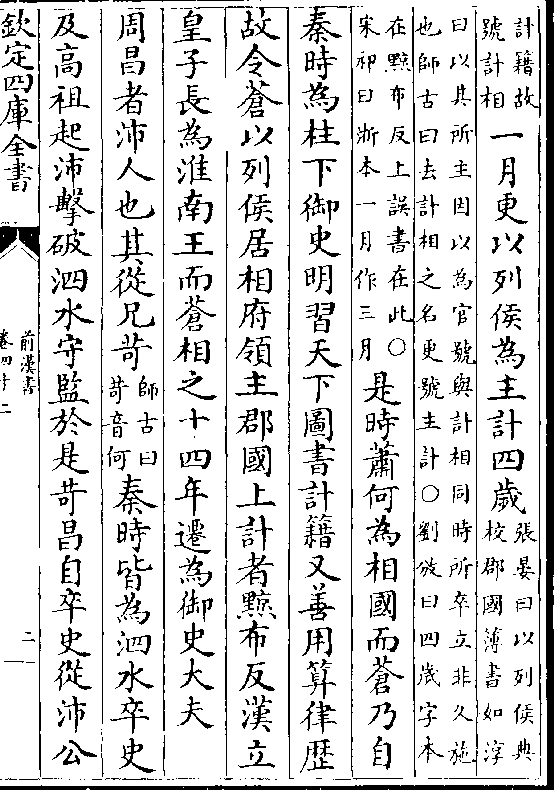 計籍故
號計相
一月更以列侯為主計四歲
張晏曰以列侯典
校郡國簿書如淳
曰以其所主因以為官號與計相同時所卒立非久施
也師古曰去計相之名更號主計○劉攽曰四歲字本
在黥布反上誤書在此○
宋祁曰浙本一月作三月
是時蕭何為相國而蒼乃自
秦時為柱下御史明習天下圖書計籍又善用算律歴
故令蒼以列侯居相府領主郡國上計者黥布反漢立
皇子長為淮南王而蒼相之十四年遷為御史大夫
周昌者沛人也其從兄苛
師古曰
苛音何
秦時皆為泗水卒史
及高祖起沛擊破泗水守監於是苛昌自卒史從沛公
欽定四庫全書
前漢書
卷四十二
二